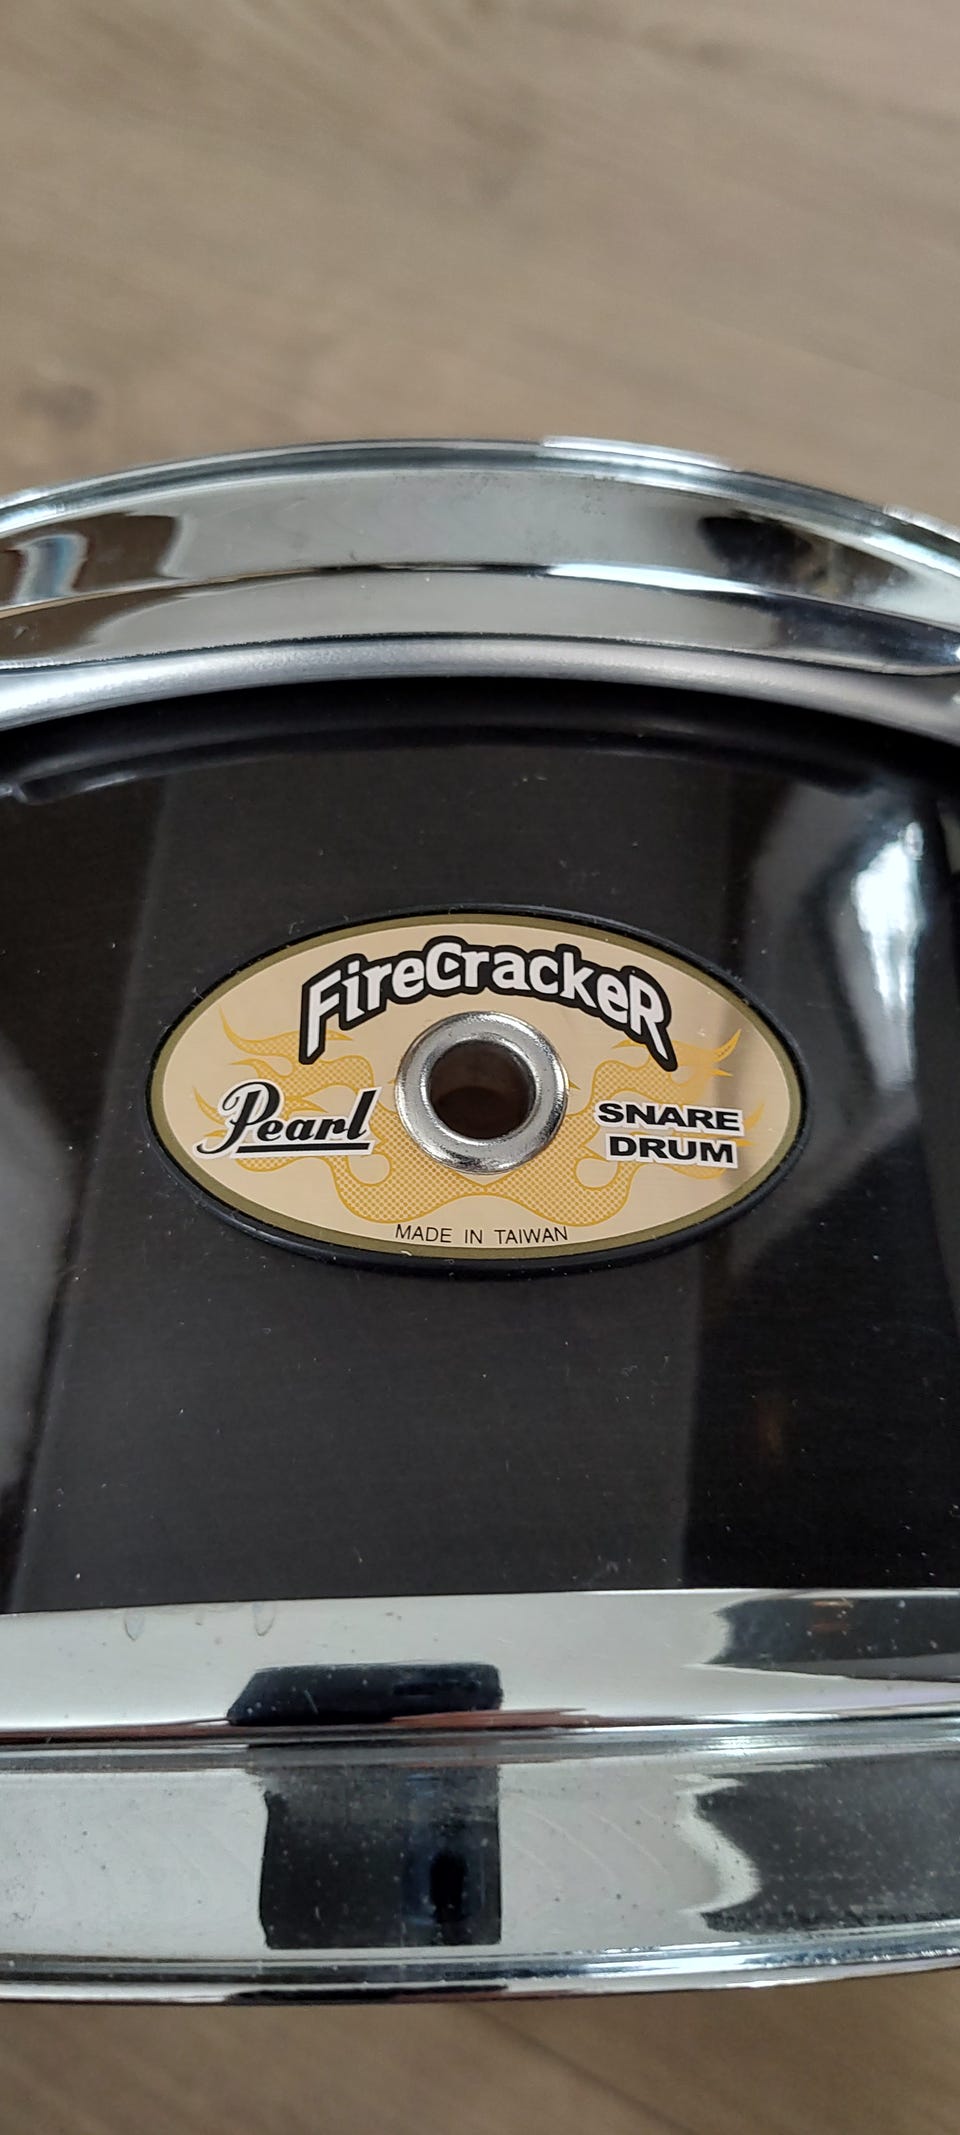 FireCrackeR
Pearl
SNARE
DRUM
MADE IN TAIWAN